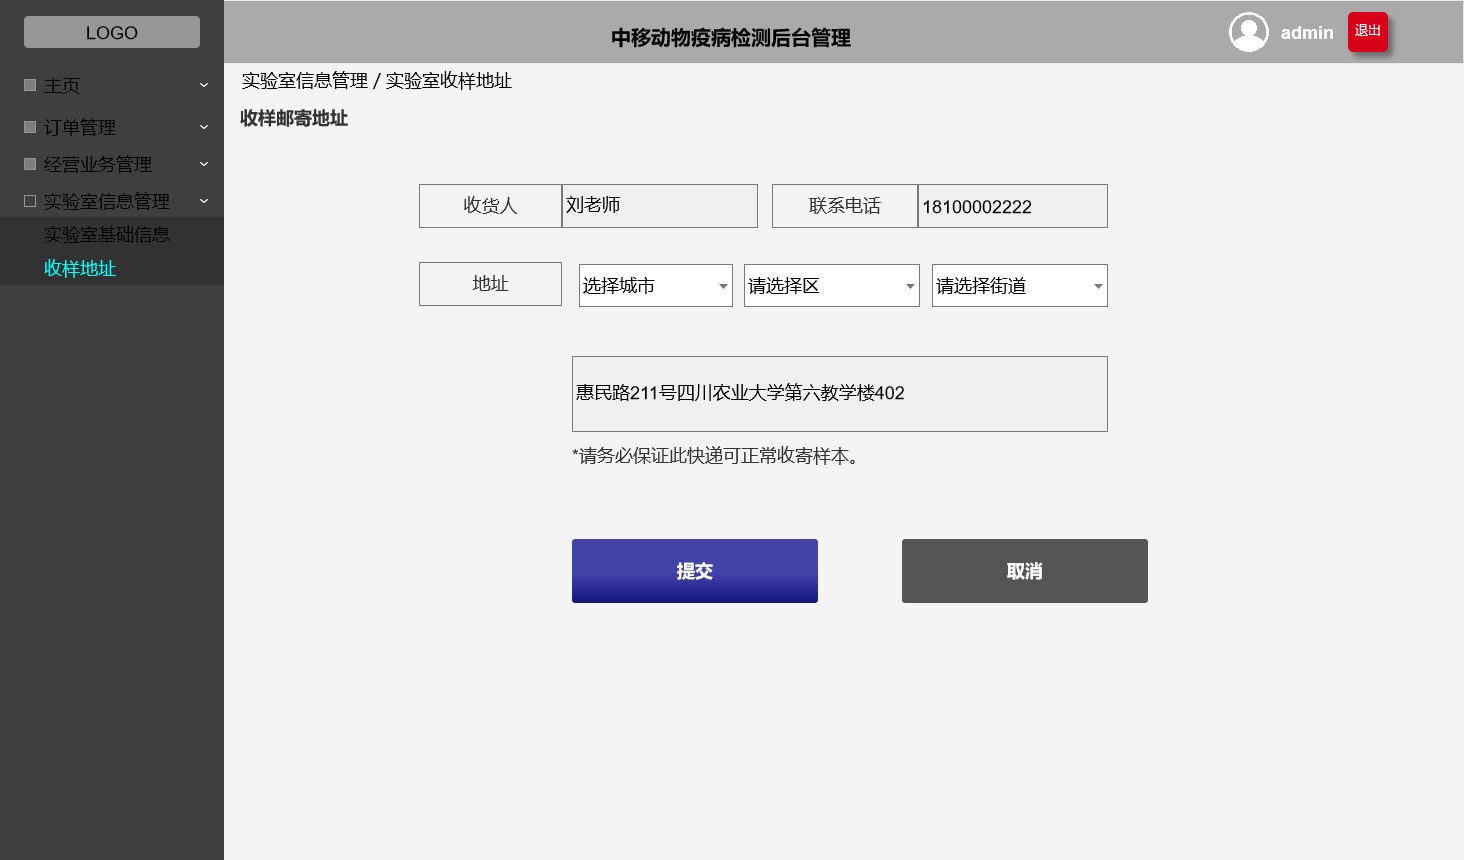 LOGO
中移动物疫病检测后台管理
admin
退出
主页
订单管理
经营业务管理
实验室信息管理
实验室基础信息
收样地址
实验室信息管理 / 实验室收样地址
收样邮寄地址
收货人 刘老师 联系电话 18100002222
地址 选择城市 请选择区 请选择街道
惠民路211号四川农业大学第六教学楼402
*请务必保证此快递可正常收寄样本。
提交 取消